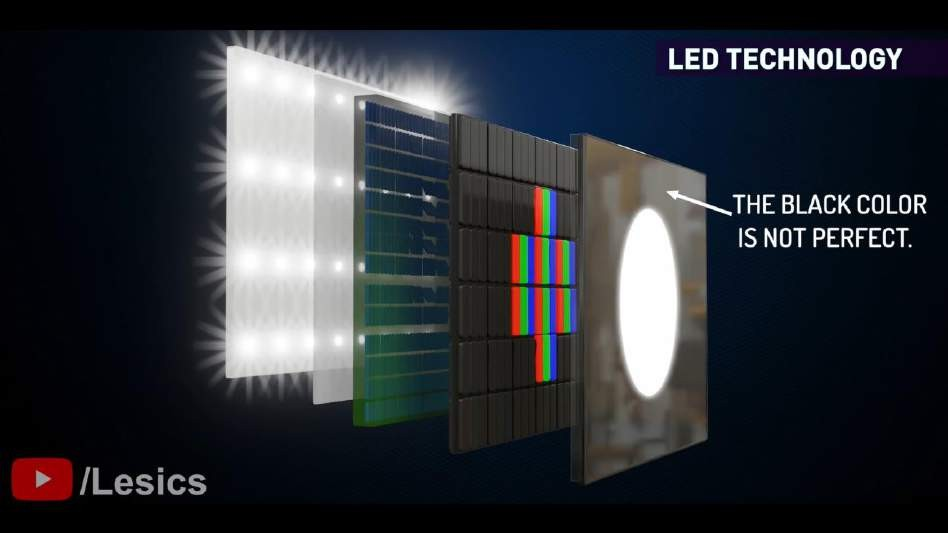 LED TECHNOLOGY
THE BLACK COLOR
IS NOT PERFECT.
/Lesics